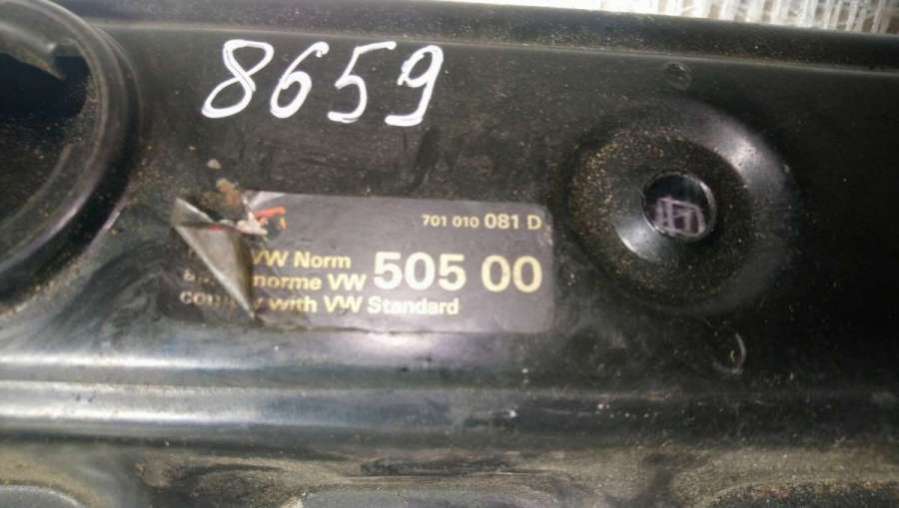 8659
701 010 081 D
VW Norm
norme VW 505 00
with VW Standard